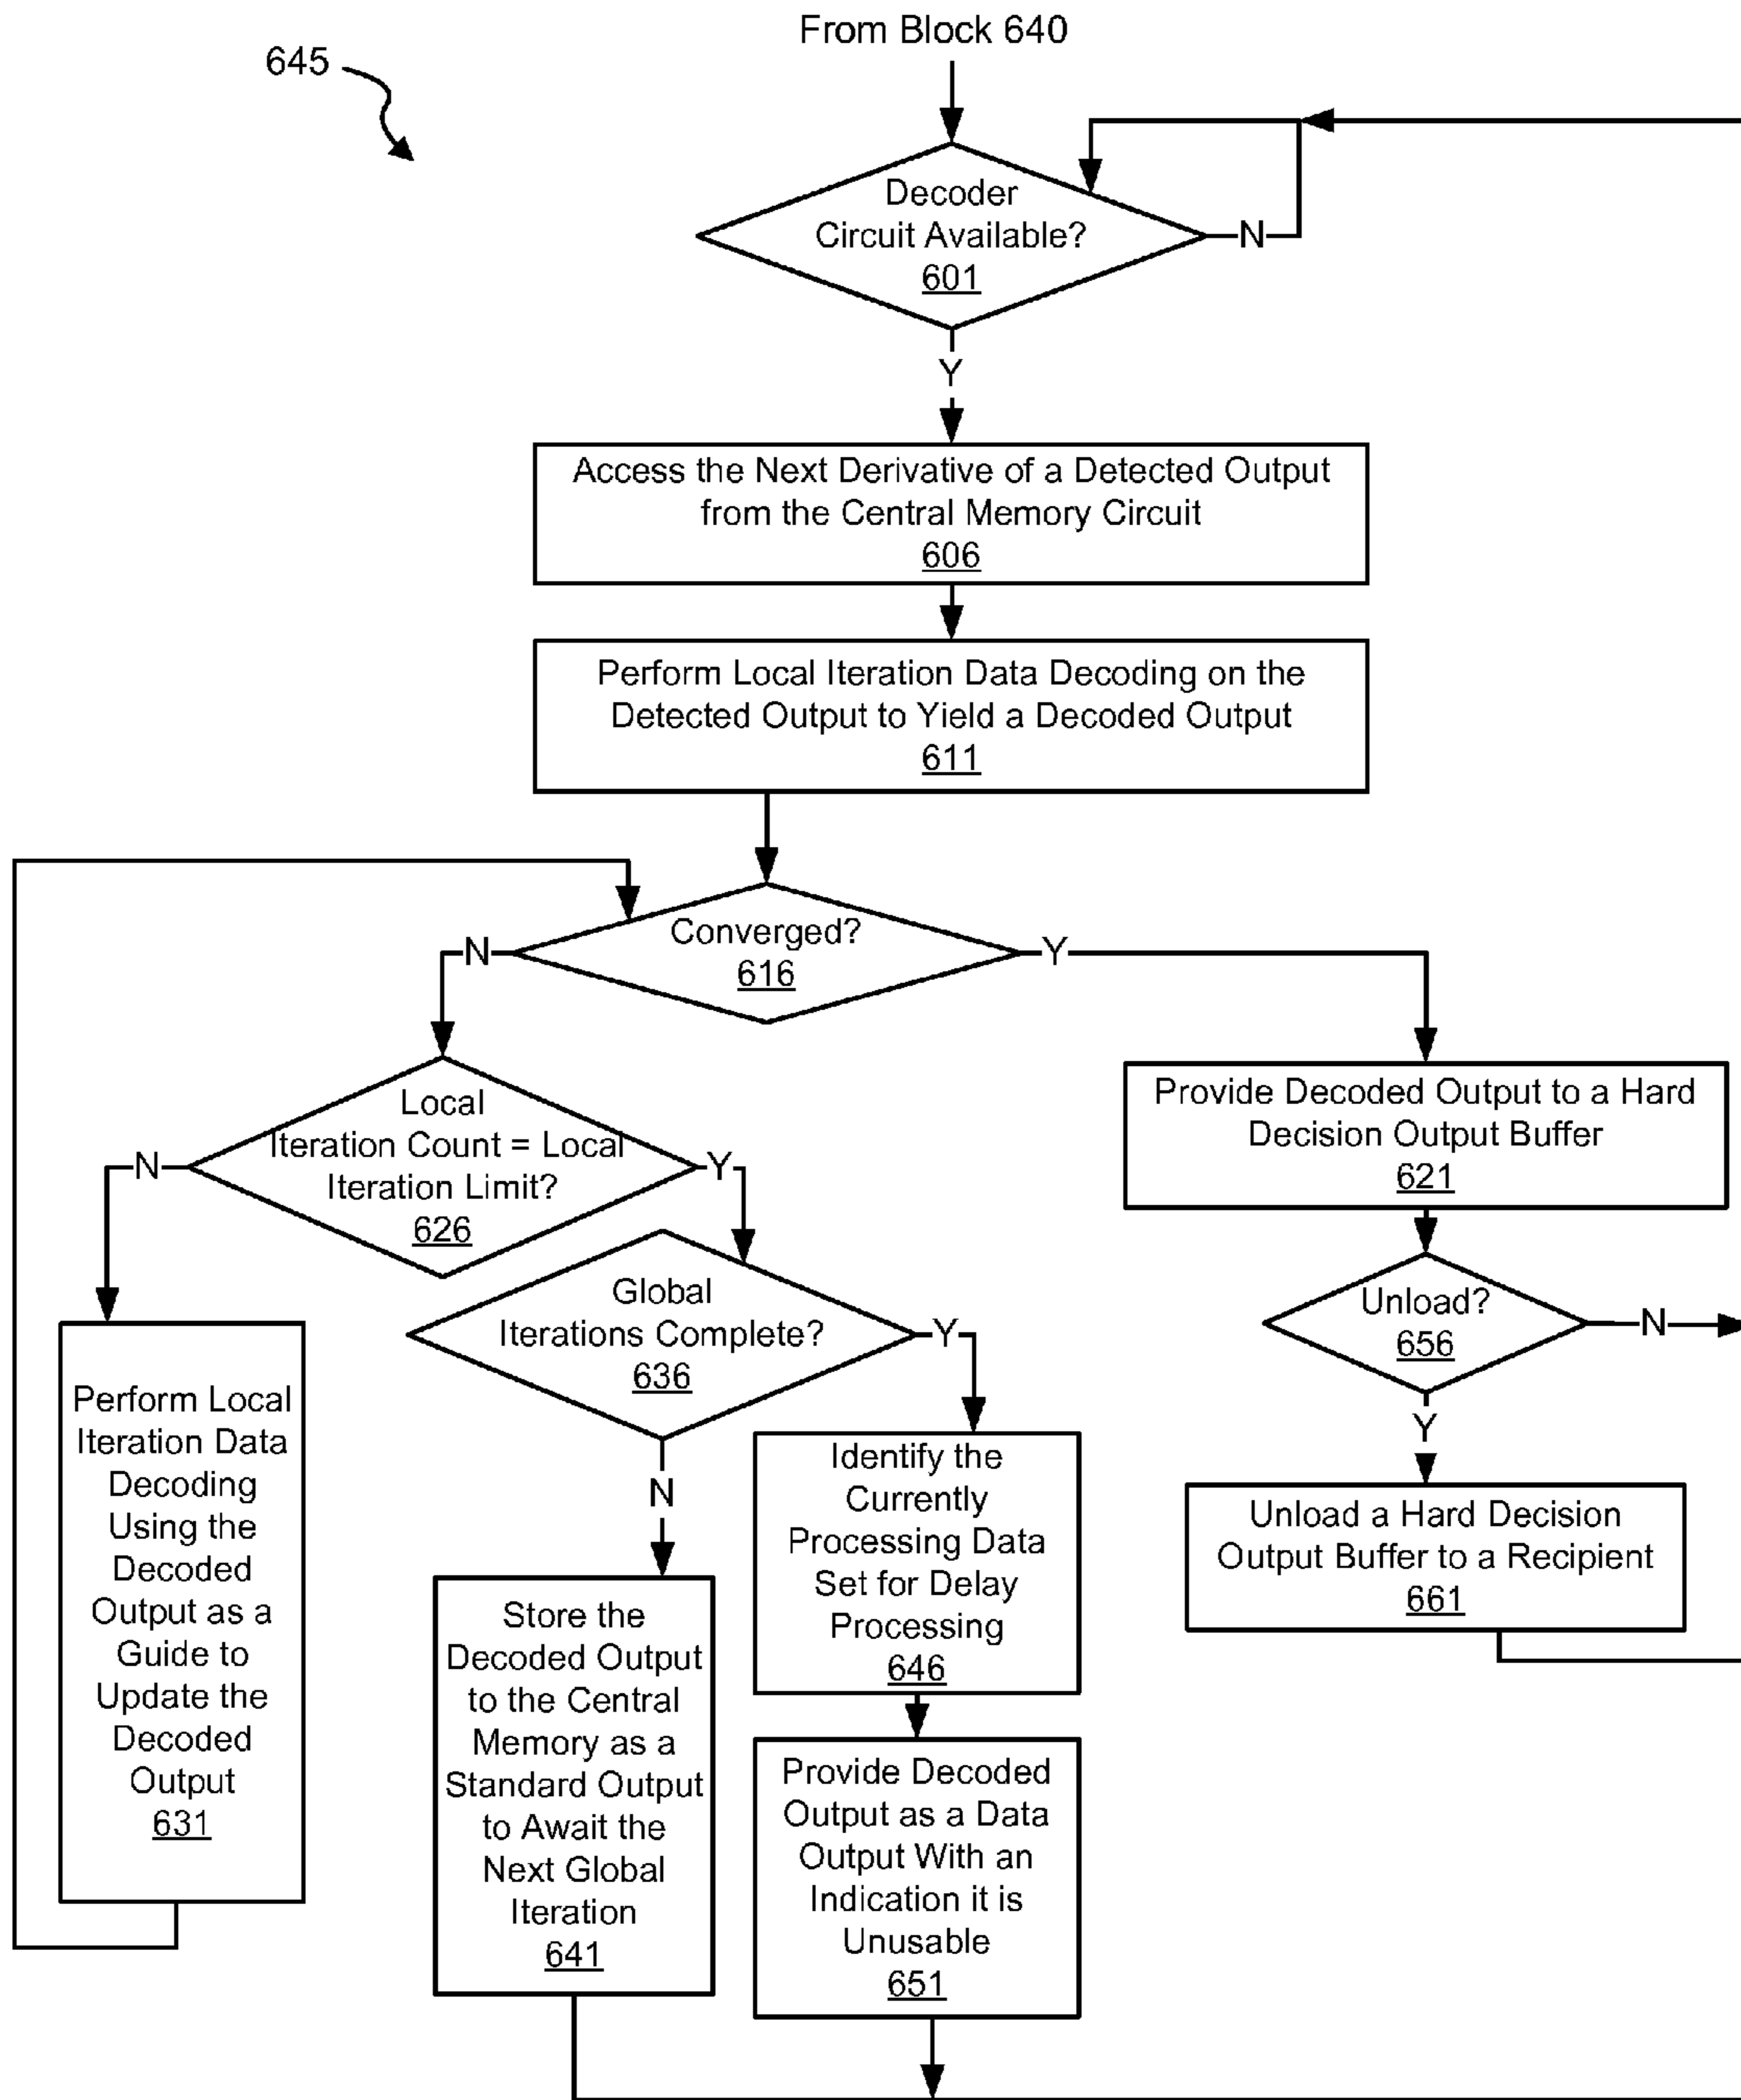 From Block 640
645
Decoder
Circuit Available?
601
N
Y
Access the Next Derivative of a Detected Output
from the Central Memory Circuit
606
Perform Local Iteration Data Decoding on the
Detected Output to Yield a Decoded Output
611
Converged?
616
N
Y
Local
Iteration Count = Local
Iteration Limit?
626
N
Y
Provide Decoded Output to a Hard
Decision Output Buffer
621
Global
Iterations Complete?
636
Y
N
Unload?
656
N
Y
Perform Local
Iteration Data
Decoding
Using the
Decoded
Output as a
Guide to
Update the
Decoded
Output
631
Identify the
Currently
Processing Data
Set for Delay
Processing
646
Unload a Hard Decision
Output Buffer to a Recipient
661
Store the
Decoded Output
to the Central
Memory as a
Standard Output
to Await the
Next Global
Iteration
641
Provide Decoded
Output as a Data
Output With an
Indication it is
Unusable
651